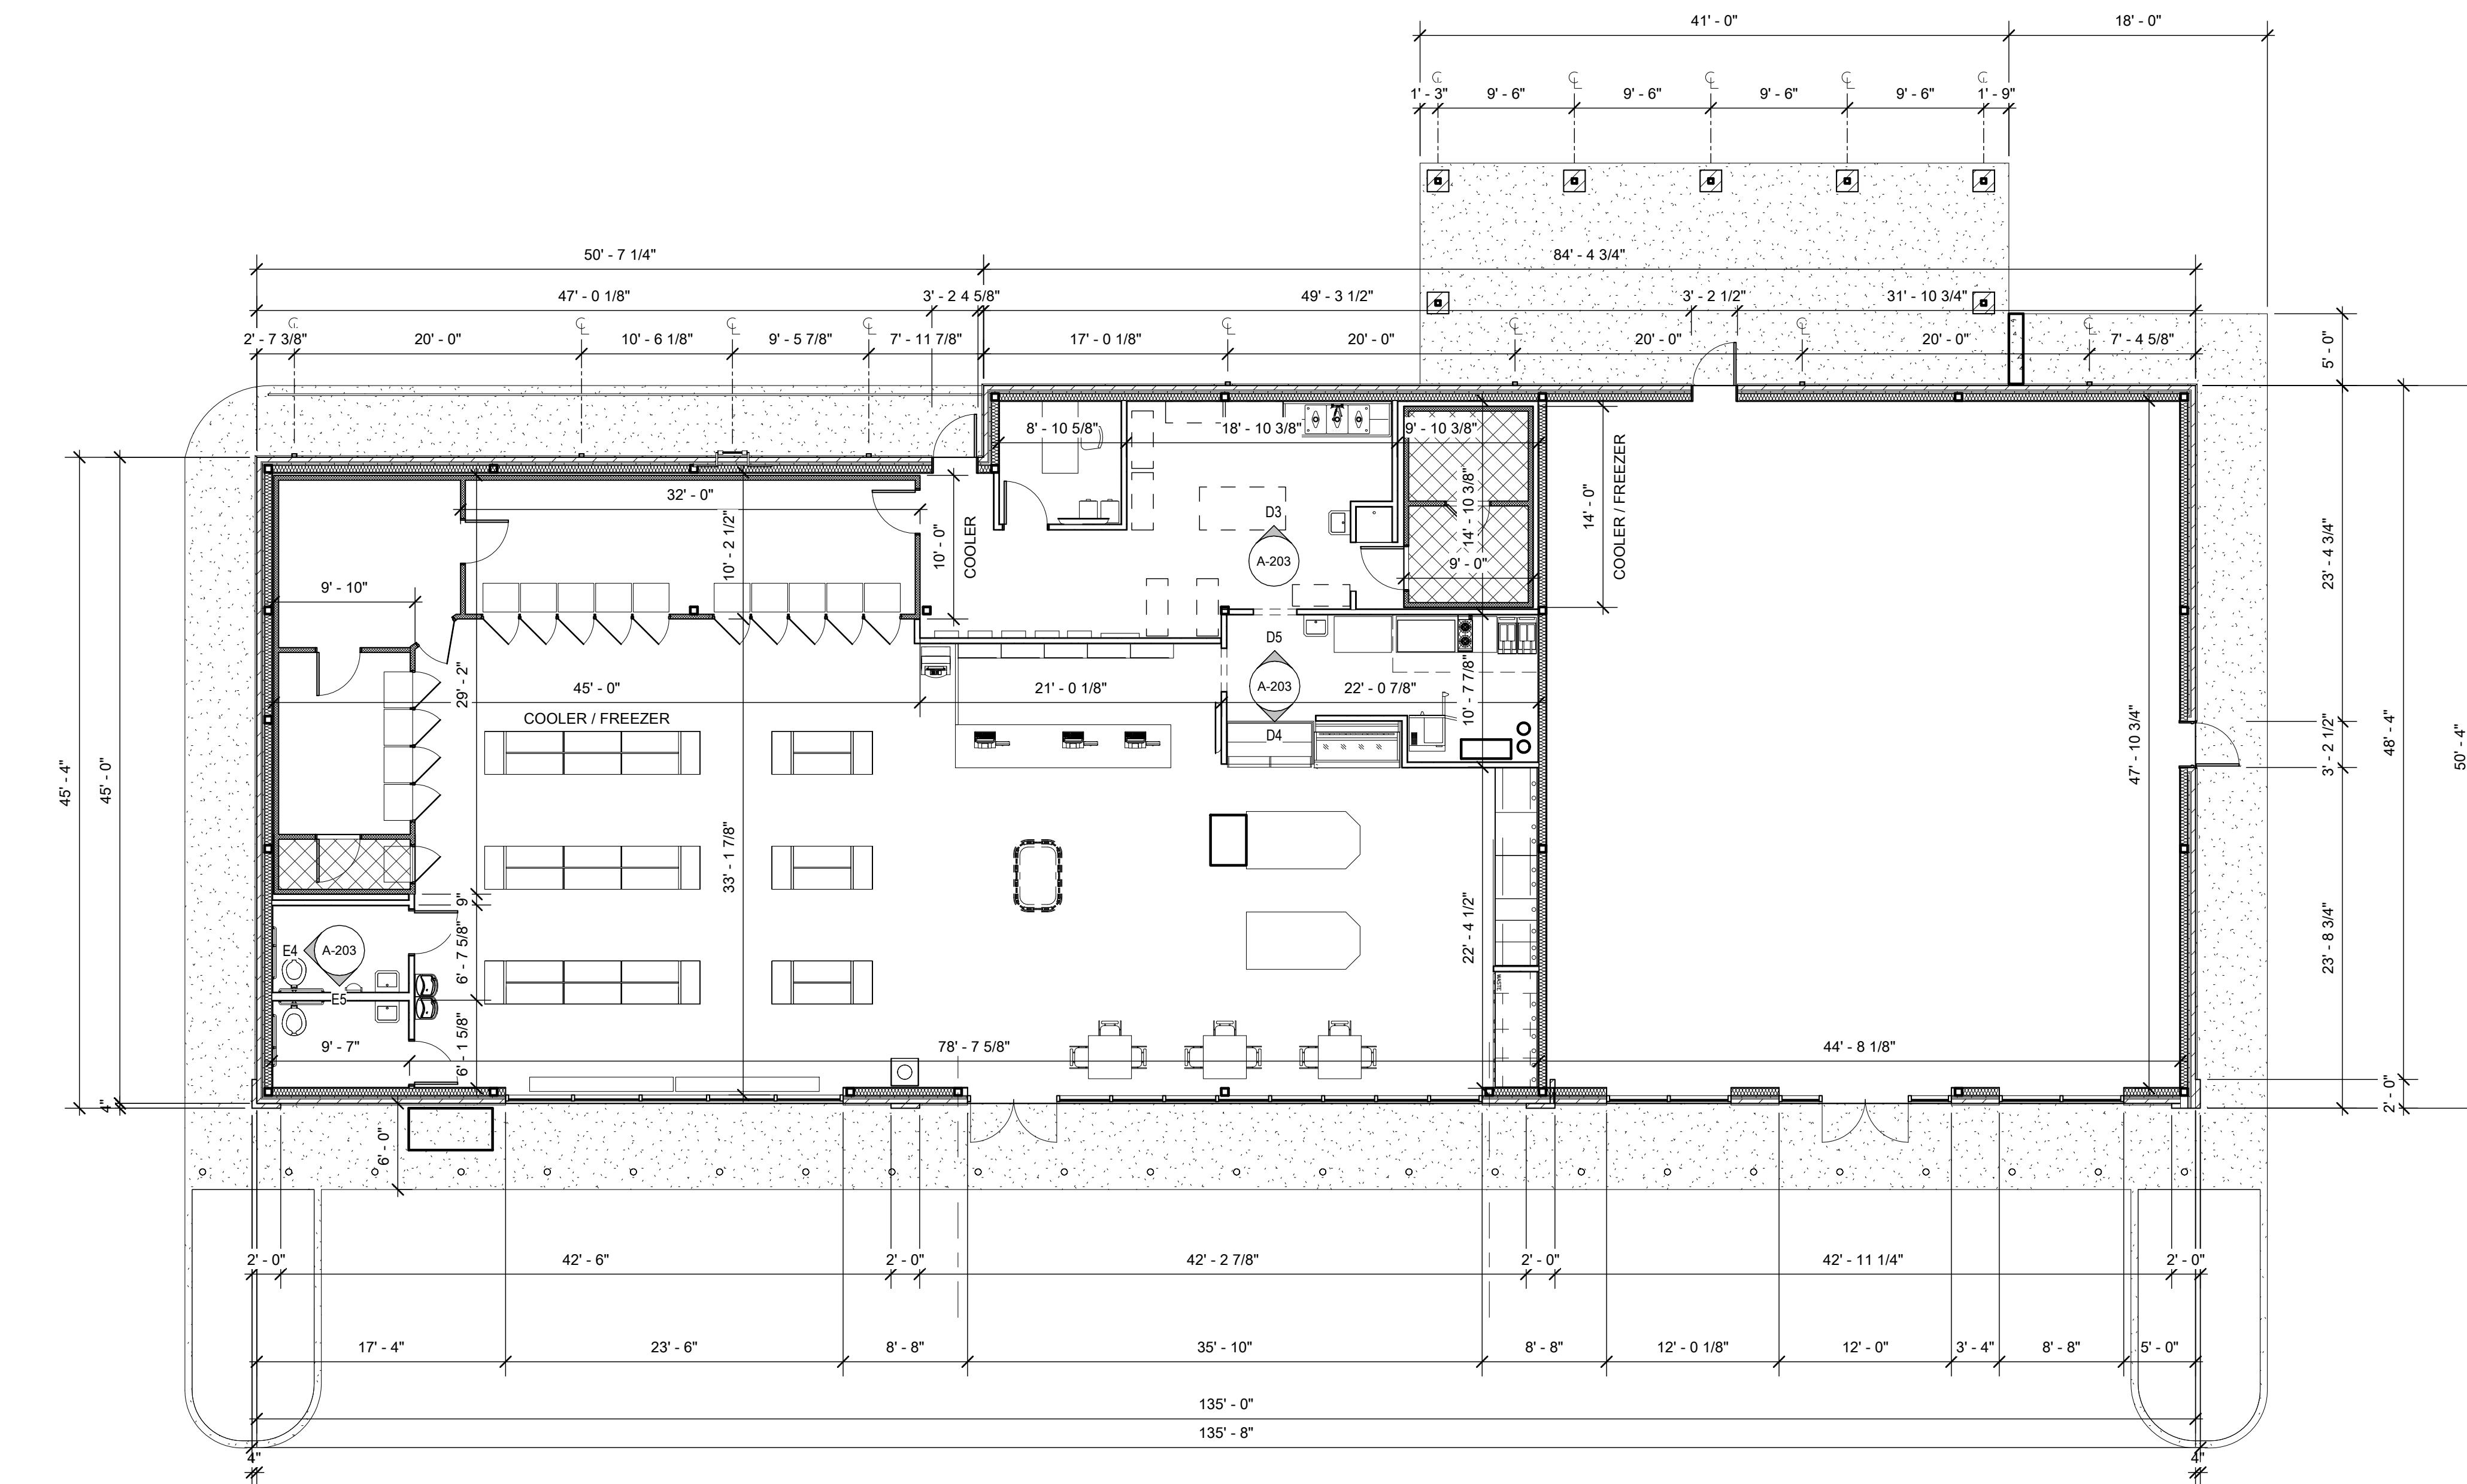 41' - 0"
18' - 0"
1' - 3"
9' - 6"
9' - 6"
9' - 6"
9' - 6"
1' - 9"
50' - 7 1/4"
84' - 4 3/4"
47' - 0 1/8"
3' - 2 4 5/8"
49' - 3 1/2"
3' - 2 1/2"
31' - 10 3/4"
2' - 7 3/8"
20' - 0"
10' - 6 1/8"
9' - 5 7/8"
7' - 11 7/8"
17' - 0 1/8"
20' - 0"
20' - 0"
20' - 0"
7' - 4 5/8"
5' - 0"
8' - 10 5/8"
18' - 10 3/8"
9' - 10 3/8"
32' - 0"
10' - 2 1/2"
10' - 0"
COOLER
D3
A-203
14' - 10 3/8"
14' - 0"
COOLER / FREEZER
9' - 0"
9' - 10"
23' - 4 3/4"
D5
A-203
D4
29' - 2"
45' - 0"
21' - 0 1/8"
22' - 0 7/8"
10' - 7 7/8"
COOLER / FREEZER
47' - 10 3/4"
3' - 2 1/2"
48' - 4"
50' - 4"
45' - 4"
45' - 0"
33' - 1 7/8"
9"
22' - 4 1/2"
23' - 8 3/4"
E4
A-203
E5
6' - 7 5/8"
WASTE
6' - 1 5/8"
9' - 7"
78' - 7 5/8"
44' - 8 1/8"
4"
2' - 0"
6' - 0"
2' - 0"
42' - 6"
2' - 0"
42' - 2 7/8"
2' - 0"
42' - 11 1/4"
2' - 0"
17' - 4"
23' - 6"
8' - 8"
35' - 10"
8' - 8"
12' - 0 1/8"
12' - 0"
3' - 4"
8' - 8"
5' - 0"
135' - 0"
135' - 8"
4"
4"